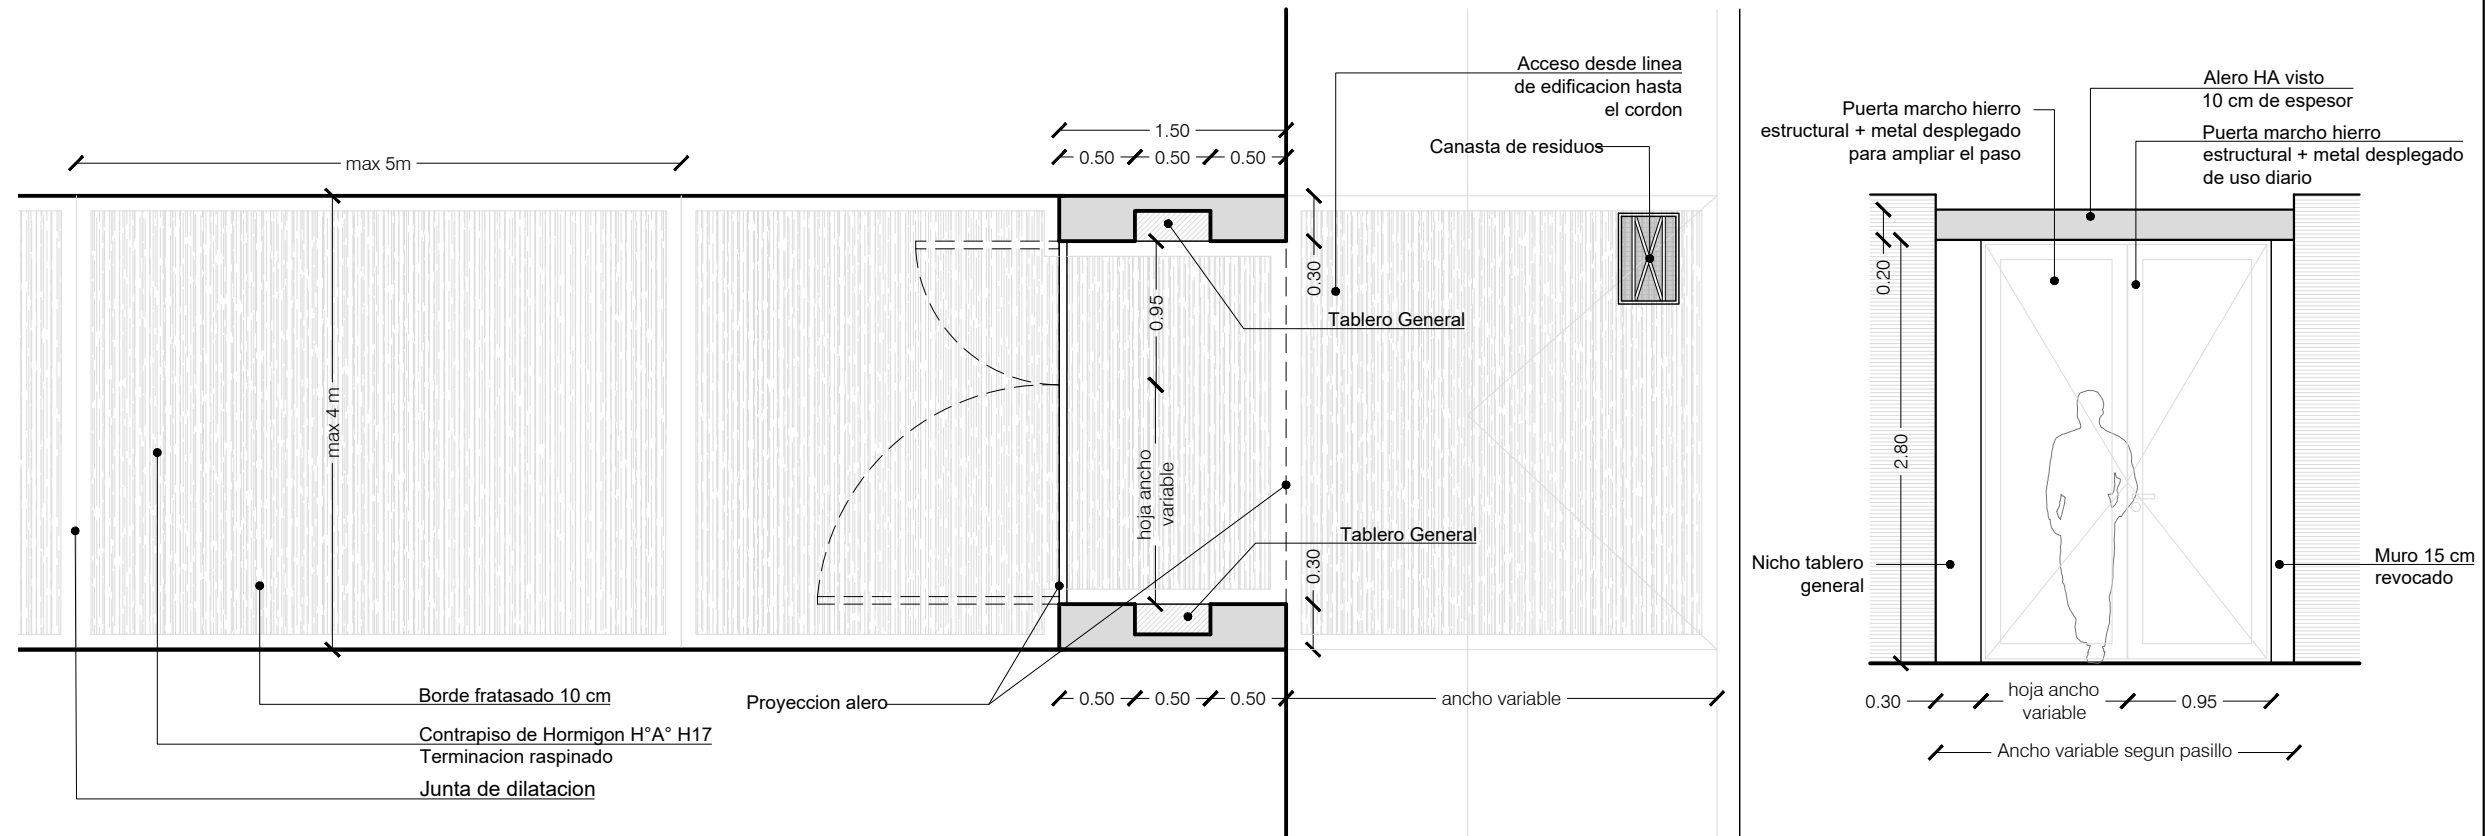 Acceso desde linea
de edificacion hasta
el cordon
1.50
Canasta de residuos
0.50
0.50
0.50
max 5m
0.30
0.95
Tablero General
max 4 m
hoja ancho
variable
Tablero General
0.30
Borde fratasado 10 cm
Proyeccion alero
0.50
0.50
0.50
ancho variable
Contrapiso de Hormigon H°A° H17
Terminacion raspinado
Junta de dilatacion
Alero HA visto
10 cm de espesor
Puerta marcho hierro
estructural + metal desplegado
para ampliar el paso
Puerta marcho hierro
estructural + metal desplegado
de uso diario
0.20
2.80
Nicho tablero
general
Muro 15 cm
revocado
0.30
hoja ancho
variable
0.95
Ancho variable segun pasillo